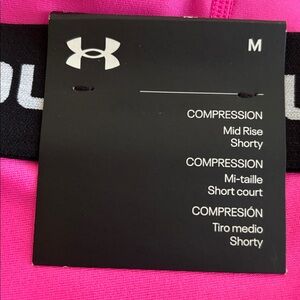 M
COMPRESSION
Mid Rise
Shorty
COMPRESSION
Mi-taille
Short court
COMPRESIÓN
Tiro medio
Shorty